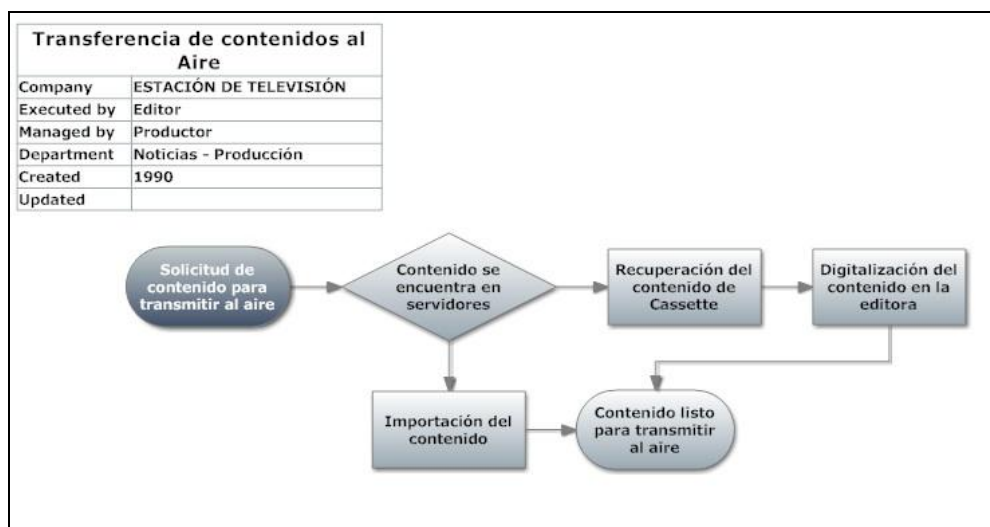 Transferencia de contenidos al
Aire
Company ESTACIÓN DE TELEVISIÓN
Executed by Editor
Managed by Productor
Department Noticias - Producción
Created 1990
Updated
Solicitud de
contenido para
transmitir al aire
Contenido se
encuentra en
servidores
Recuperación del
contenido de
Cassette
Digitalización del
contenido en la
editora
Importación del
contenido
Contenido listo
para transmitir
al aire